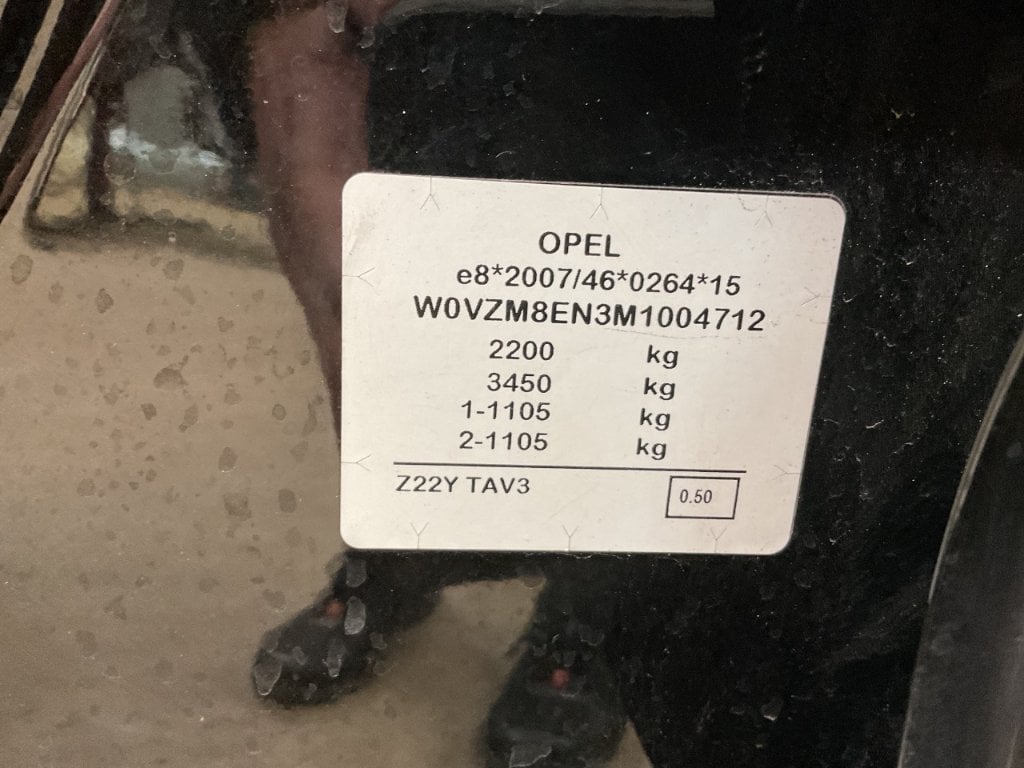 OPEL
e8*2007/46*0264*15
W0VZM8EN3M1004712
2200 kg
3450 kg
1-1105 kg
2-1105 kg
Z22Y TAV3 0.50